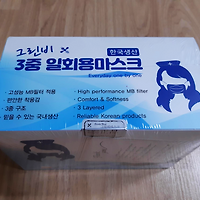 그린비 x
한국생산
3중 일회용마스크
Everyday one by one
• 고성능 MB필터 적용
• 편안한 착용감
• 3중 구조
• 믿을 수 있는 국내생산
• High performance MB filter
• Comfort & Softness
• 3 Layered
• Reliable Korean products